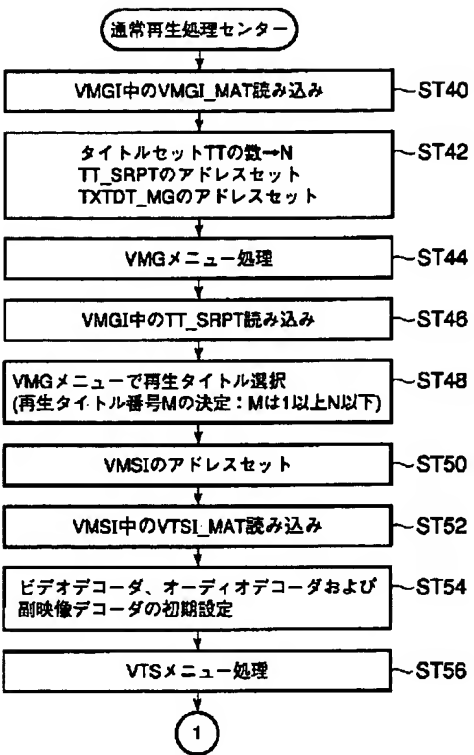 通常再生処理センター
VMGI中のVMGI_MAT読み込み
ST40
タイトルセットTTの数→N
TT_SRPTのアドレスセット
TXTDT_MGのアドレスセット
ST42
VMGメニュー処理
ST44
VMGI中のTT_SRPT読み込み
ST46
VMGメニューで再生タイトル選択
(再生タイトル番号Mの決定：Mは1以上N以下)
ST48
VMSIのアドレスセット
ST50
VMSI中のVTSI_MAT読み込み
ST52
ビデオデコーダ、オーディオデコーダおよび
副映像デコーダの初期設定
ST54
VTSメニュー処理
ST56
1